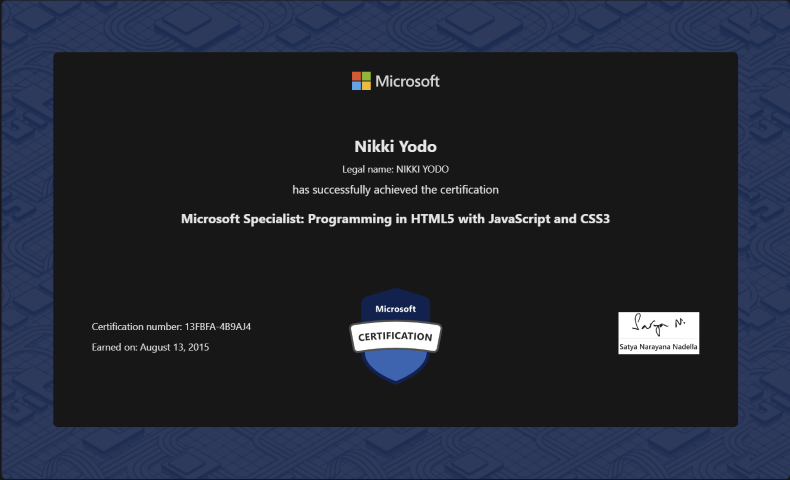 Microsoft
Nikki Yodo
Legal name: NIKKI YODO
has successfully achieved the certification
Microsoft Specialist: Programming in HTML5 with JavaScript and CSS3
Certification number: 13FBFA-4B9AJ4
Earned on: August 13, 2015
Microsoft
CERTIFICATION
Satya N.
Satya Narayana Nadella